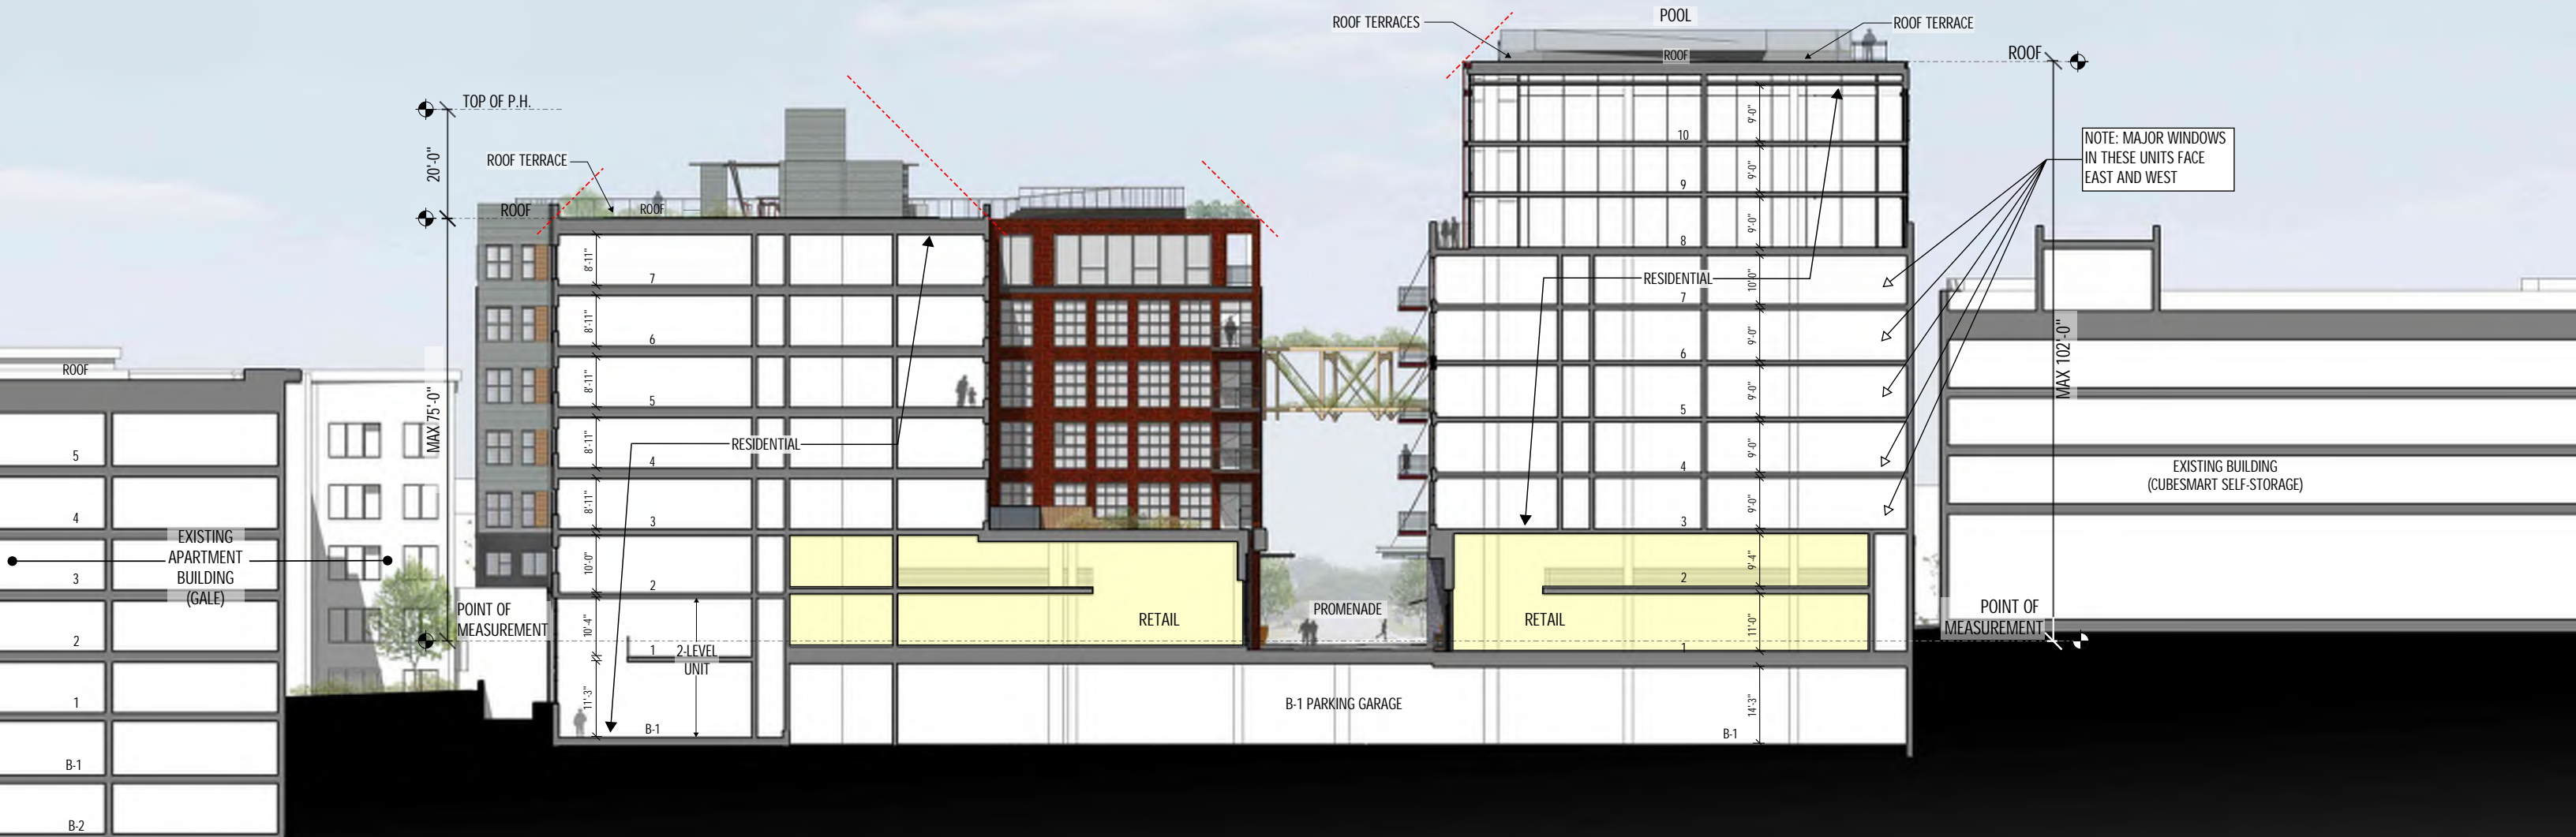 ROOF TERRACES
POOL
ROOF TERRACE
ROOF
ROOF
TOP OF P.H.
20'-0"
ROOF TERRACE
ROOF
ROOF
NOTE: MAJOR WINDOWS
IN THESE UNITS FACE
EAST AND WEST
9'-0"
10
9'-0"
9
9'-0"
8
RESIDENTIAL
10'-0"
7
9'-0"
6
9'-0"
5
9'-0"
4
9'-0"
3
9'-4"
2
RETAIL
11'-0"
1
14'-3"
B-1
MAX 102'-0"
POINT OF
MEASUREMENT
EXISTING BUILDING
(CUBESMART SELF-STORAGE)
8'-11"
7
8'-11"
6
8'-11"
5
8'-11"
RESIDENTIAL
4
8'-11"
3
10'-0"
2
10'-4"
1
2-LEVEL
UNIT
11'-3"
B-1
RETAIL
PROMENADE
B-1 PARKING GARAGE
MAX 75'-0"
POINT OF
MEASUREMENT
ROOF
5
4
EXISTING
APARTMENT
BUILDING
(GALE)
3
2
1
B-1
B-2